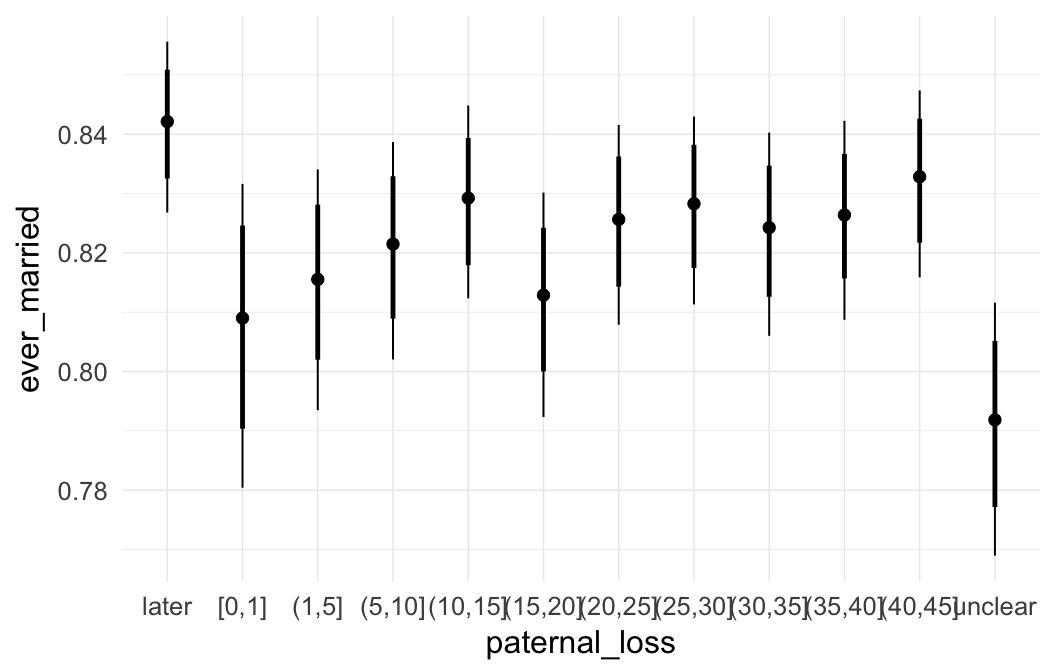 ever_married
0.84
0.82
0.80
0.78
later [0,1] (1,5] (5,10] (10,15] (15,20] (20,25] (25,30] (30,35] (35,40] (40,45] unclear
paternal_loss